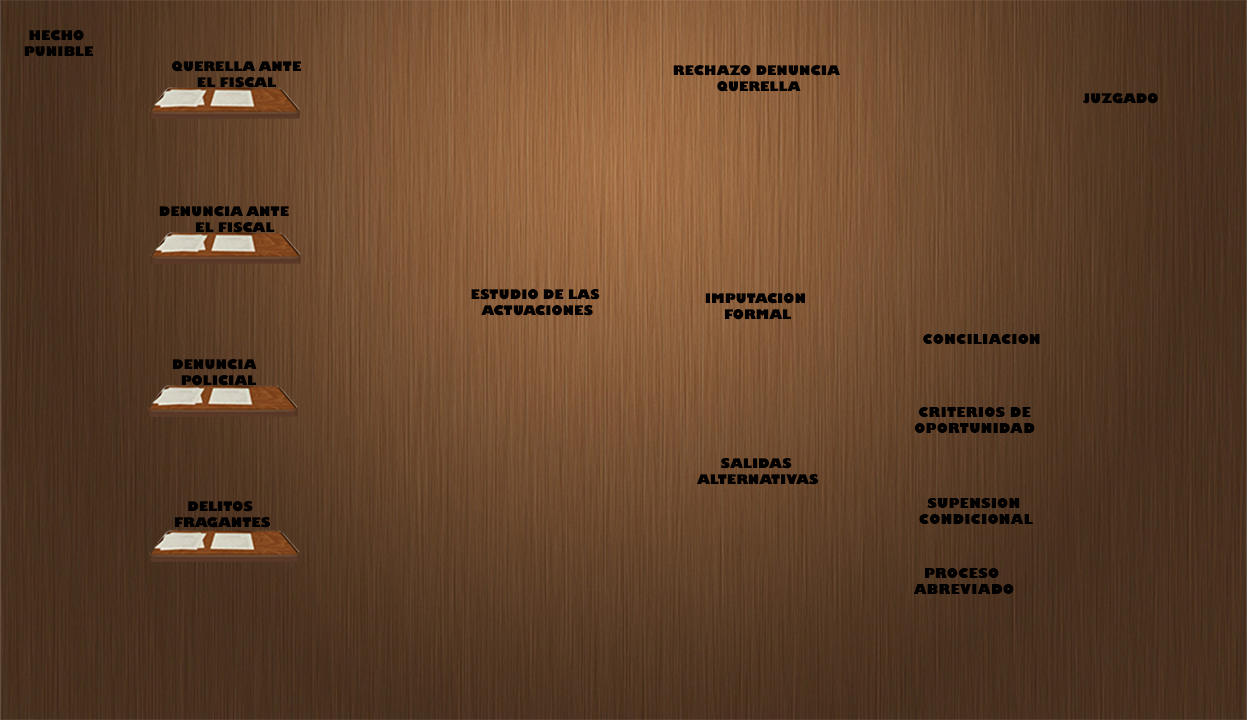 HECHO
PUNIBLE
QUERELLA ANTE
EL FISCAL
DENUNCIA ANTE
EL FISCAL
DENUNCIA
POLICIAL
DELITOS
FRAGANTES
ESTUDIO DE LAS
ACTUACIONES
RECHAZO DENUNCIA
QUERELLA
IMPUTACION
FORMAL
SALIDAS
ALTERNATIVAS
JUZGADO
CONCILIACION
CRITERIOS DE
OPORTUNIDAD
SUPENSION
CONDICIONAL
PROCESO
ABREVIADO